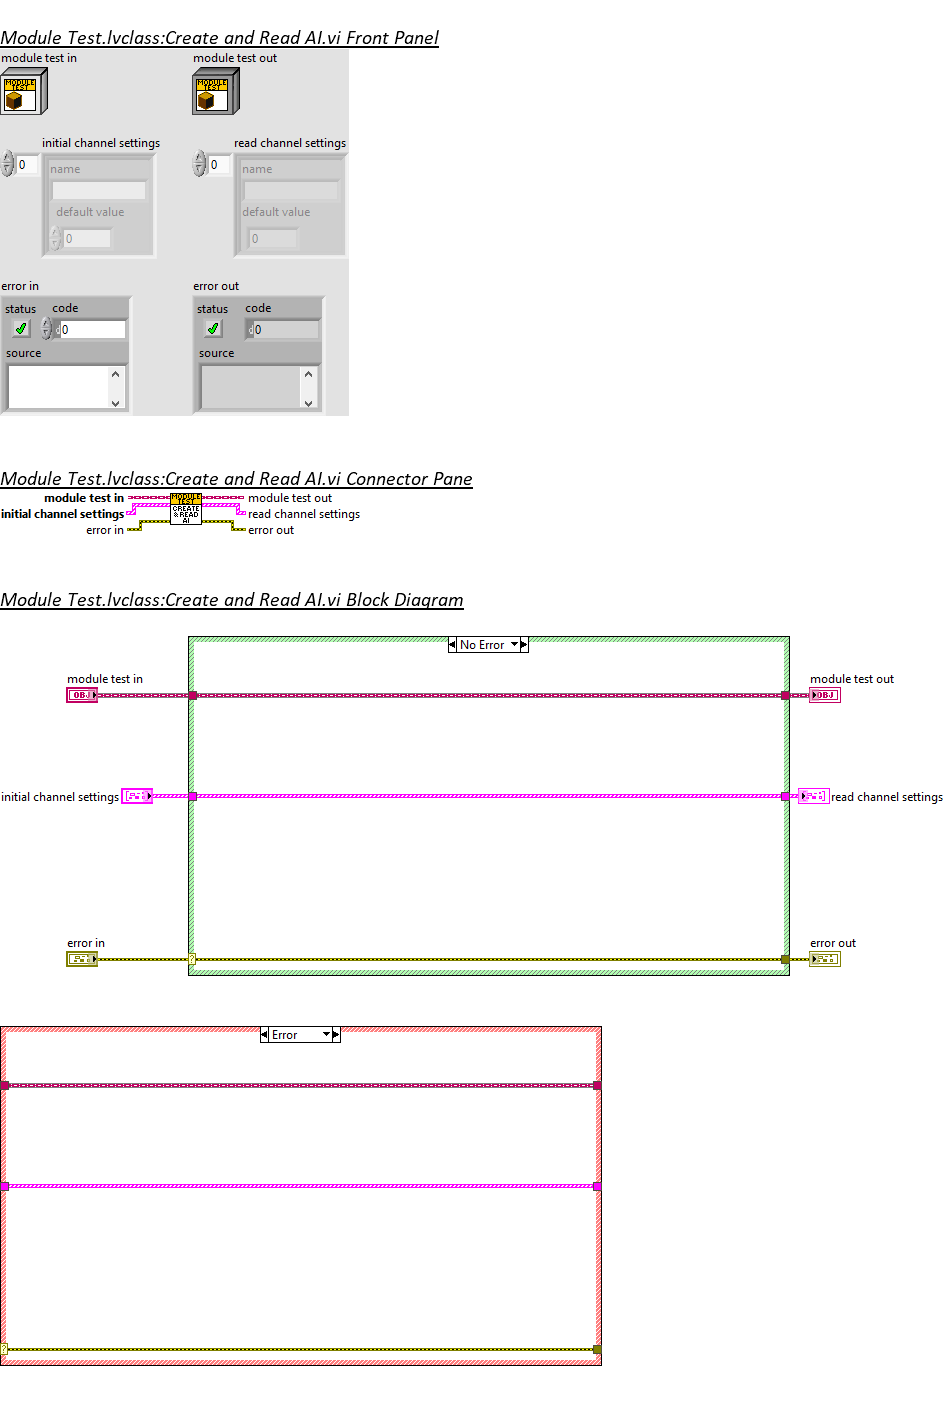 Module Test.lvclass:Create and Read AI.vi Front Panel
module test in module test out
MODULE TEST MODULE TEST
initial channel settings read channel settings
0 name 0 name
default value default value
0 0
error in error out
status code status code
d 0 d 0
source source
Module Test.lvclass:Create and Read AI.vi Connector Pane
module test in MODULE TEST module test out
initial channel settings CREATE & READ AI read channel settings
error in error out
Module Test.lvclass:Create and Read AI.vi Block Diagram
No Error
module test in module test out
OBJ OBJ
initial channel settings read channel settings
error in error out
?
Error
?